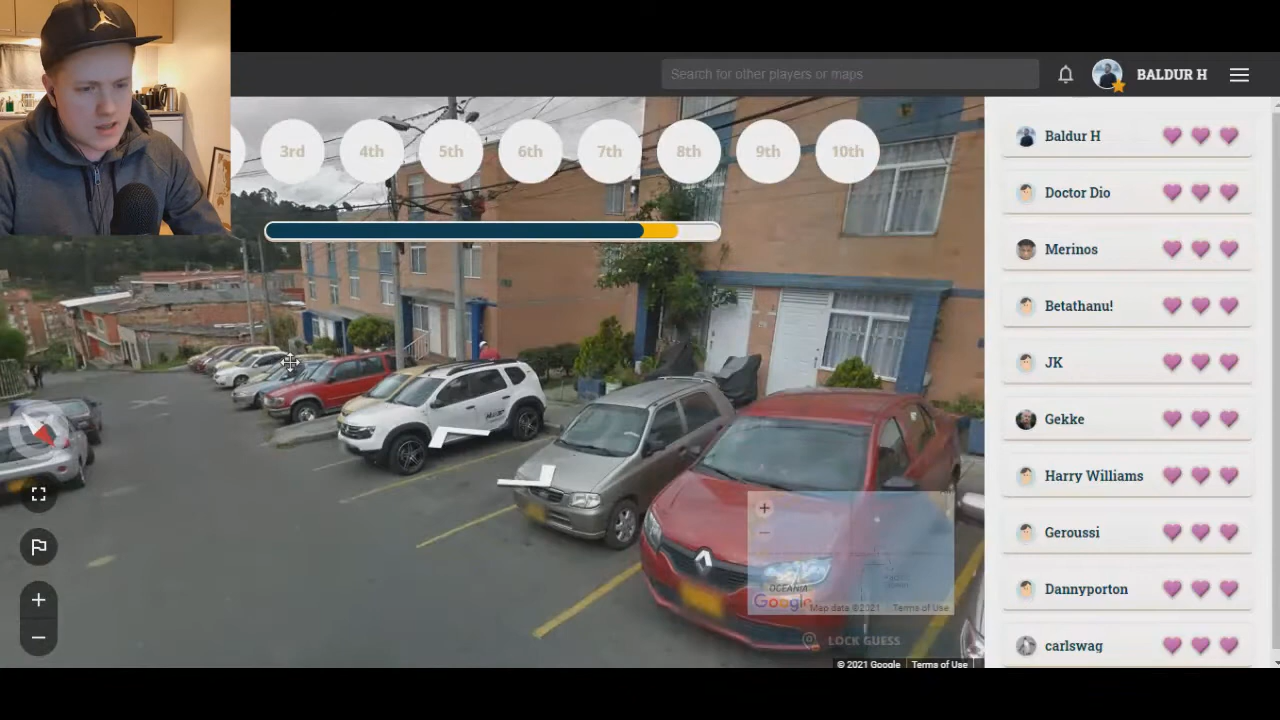 Search for other players or maps
BALDUR H
3rd
4th
5th
6th
7th
8th
9th
10th
Baldur H
Doctor Dio
Merinos
Betathanu!
JK
Gekke
Harry Williams
Geroussi
Dannyporton
carlswag
+
−
OCEANIA
Google
Map data ©2021
Terms of Use
LOCK GUESS
+
−
© 2021 Google
Terms of Use